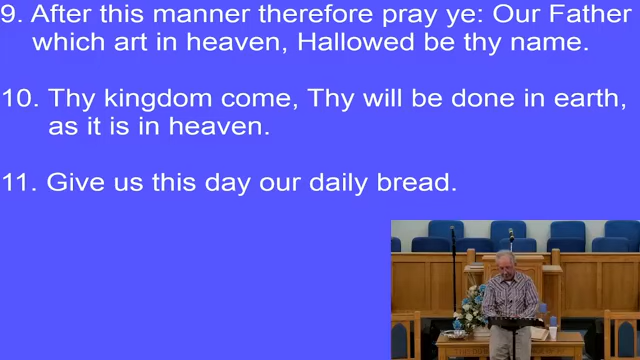 9. After this manner therefore pray ye: Our Father
which art in heaven, Hallowed be thy name.
10. Thy kingdom come, Thy will be done in earth,
as it is in heaven.
11. Give us this day our daily bread.